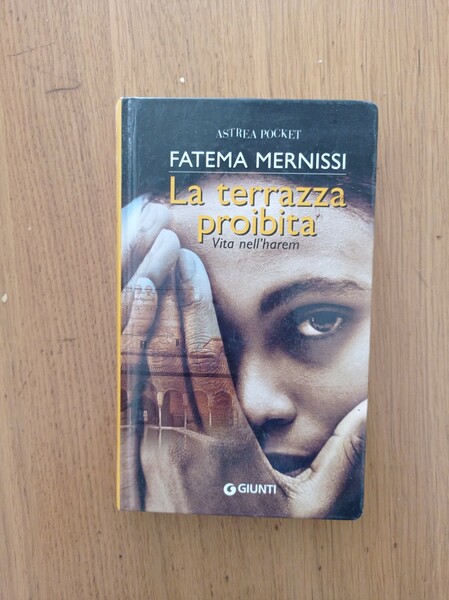 ASTREA POCKET
FATEMA MERNISSI
La terrazza
proibita
Vita nell'harem
GIUNTI